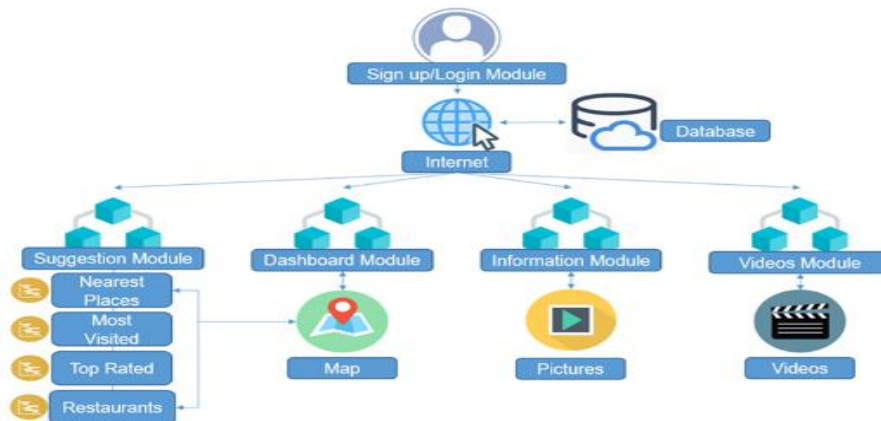 Sign up/Login Module
Database
Internet
Suggestion Module
Dashboard Module
Information Module
Videos Module
Nearest
Places
Most
Visited
Top Rated
Restaurants
Map
Pictures
Videos